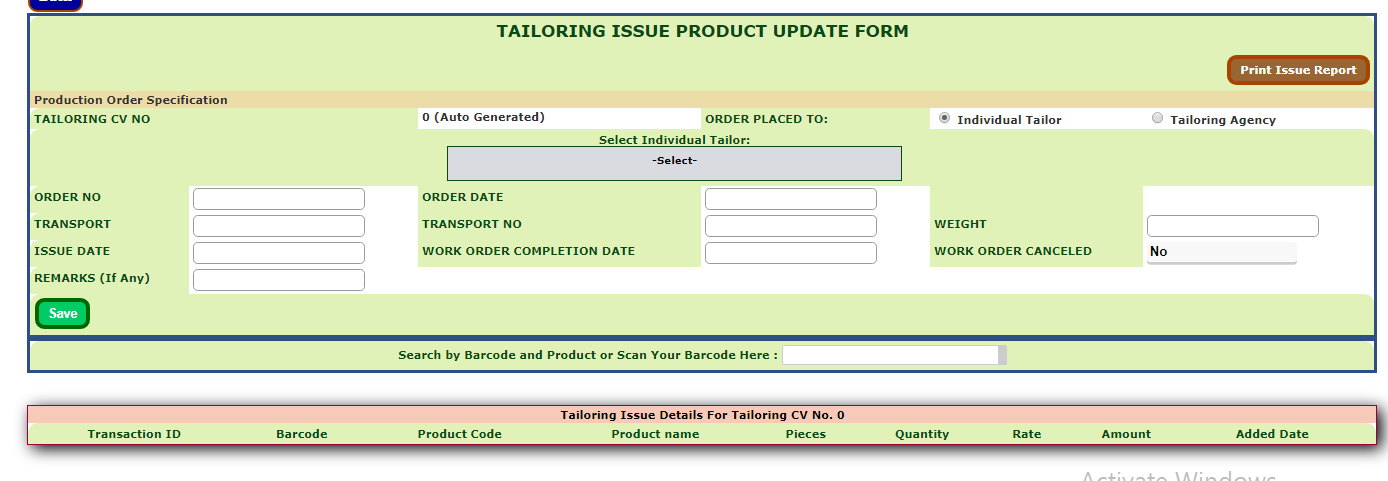 TAILORING ISSUE PRODUCT UPDATE FORM
Print Issue Report
Production Order Specification
TAILORING CV NO 0 (Auto Generated) ORDER PLACED TO: Individual Tailor Tailoring Agency
Select Individual Tailor:
-Select-
ORDER NO ORDER DATE
TRANSPORT TRANSPORT NO WEIGHT
ISSUE DATE WORK ORDER COMPLETION DATE WORK ORDER CANCELED No
REMARKS (If Any)
Save
Search by Barcode and Product or Scan Your Barcode Here :
Tailoring Issue Details For Tailoring CV No. 0
Transaction ID Barcode Product Code Product name Pieces Quantity Rate Amount Added Date
Activate Windows